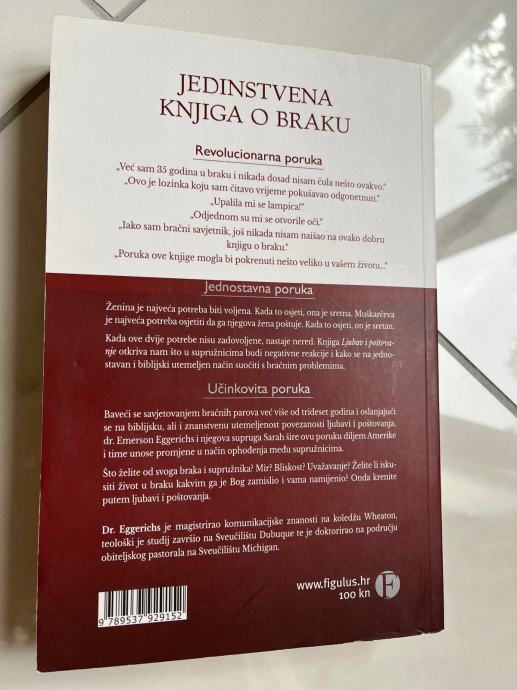 JEDINSTVENA
KNJIGA O BRAKU
Revolucionarna poruka
„Već sam 35 godina u braku i nikada dosad nisam čula nešto ovakvo.“
„Ovo je lozinka koju sam čitavo vrijeme pokušavao odgonetnuti.“
„Upalila mi se lampica!“
„Odjednom su mi se otvorile oči.“
„Iako sam bračni savjetnik, još nikada nisam naišao na ovako dobru
knjigu o braku.“
„Poruka ove knjige mogla bi pokrenuti nešto veliko u vašem životu...“
Jednostavna poruka
Ženina je najveća potreba biti voljena. Kada to osjeti, ona je sretna. Muškarčeva
je najveća potreba osjetiti da ga njegova žena poštuje. Kada to osjeti, on je sretan.
Kada ove dvije potrebe nisu zadovoljene, nastaje nered. Knjiga Ljubav i poštova-
nje otkriva nam što u supružnicima budi negativne reakcije i kako se na jedno-
stavan i biblijski utemeljen način suočiti s bračnim problemima.
Učinkovita poruka
Baveći se savjetovanjem bračnih parova već više od trideset godina i oslanjajući
se na biblijsku, ali i znanstvenu utemeljenost povezanosti ljubavi i poštovanja,
dr. Emerson Eggerichs i njegova supruga Sarah šire ovu poruku diljem Amerike
i time unose promjene u način ophođenja među supružnicima.
Što želite od svoga braka i supružnika? Mir? Bliskost? Uvažavanje? Želite li isku-
siti život u braku kakvim ga je Bog zamislio i vama namijenio? Onda krenite
putem ljubavi i poštovanja.
Dr. Eggerichs je magistrirao komunikacijske znanosti na koledžu Wheaton,
teološki je studij završio na Sveučilištu Dubuque te je doktorirao na području
obiteljskog pastorala na Sveučilištu Michigan.
www.figulus.hr
100 kn
F
9 789537 929152